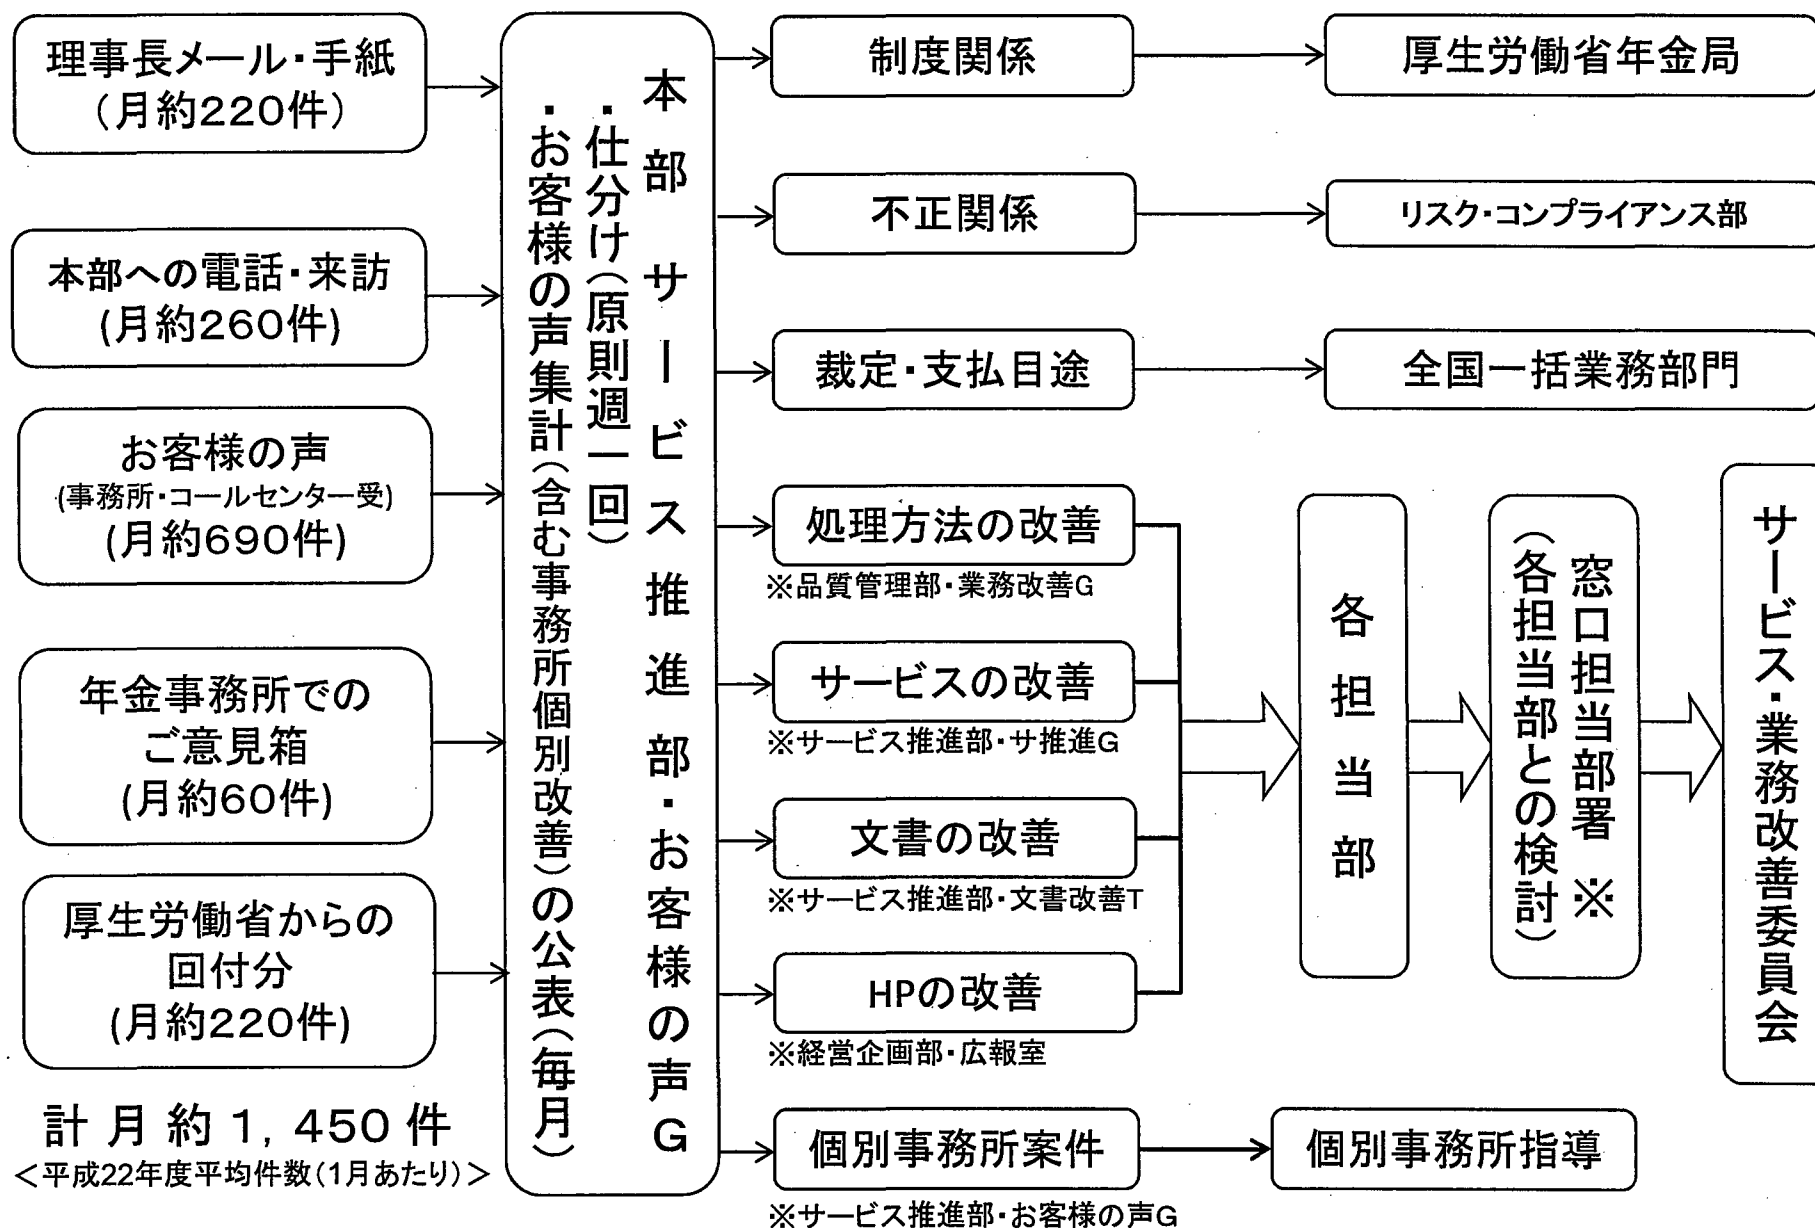 理事長メール・手紙
(月約220件)
本部への電話・来訪
(月約260件)
お客様の声
(事務所・コールセンター受)
(月約690件)
年金事務所での
ご意見箱
(月約60件)
厚生労働省からの
回付分
(月約220件)
計月約1,450件
<平成22年度平均件数(1月あたり)>
本部 サービス推進部・お客様の声G
・仕分け(原則週一回)
・お客様の声集計(含む事務所個別改善)の公表(毎月)
制度関係
厚生労働省年金局
不正関係
リスク・コンプライアンス部
裁定・支払目途
全国一括業務部門
処理方法の改善
※品質管理部・業務改善G
サービスの改善
※サービス推進部・サ推進G
文書の改善
※サービス推進部・文書改善T
HPの改善
※経営企画部・広報室
各担当部
窓口担当部署 ※
(各担当部との検討)
サービス・業務改善委員会
個別事務所案件
※サービス推進部・お客様の声G
個別事務所指導